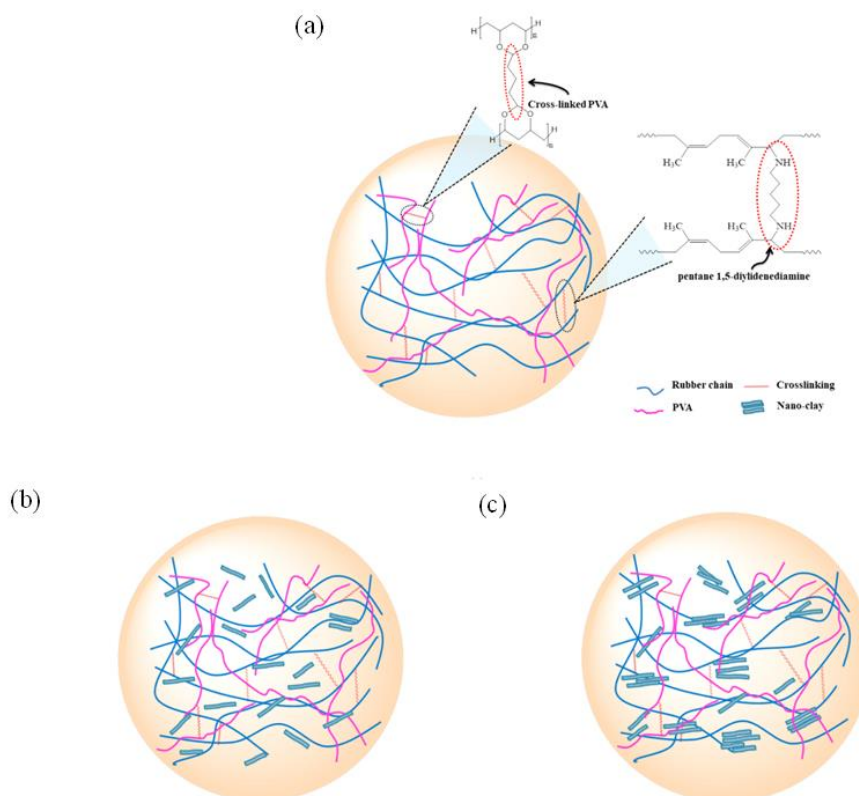 (a)
H
H
n
O
O
Cross-linked PVA
O
O
H
H
n
H₃C
H₃C
NH
NH
H₃C
H₃C
pentane 1,5-diylidenediamine
Rubber chain
Crosslinking
PVA
Nano-clay
(b)
(c)